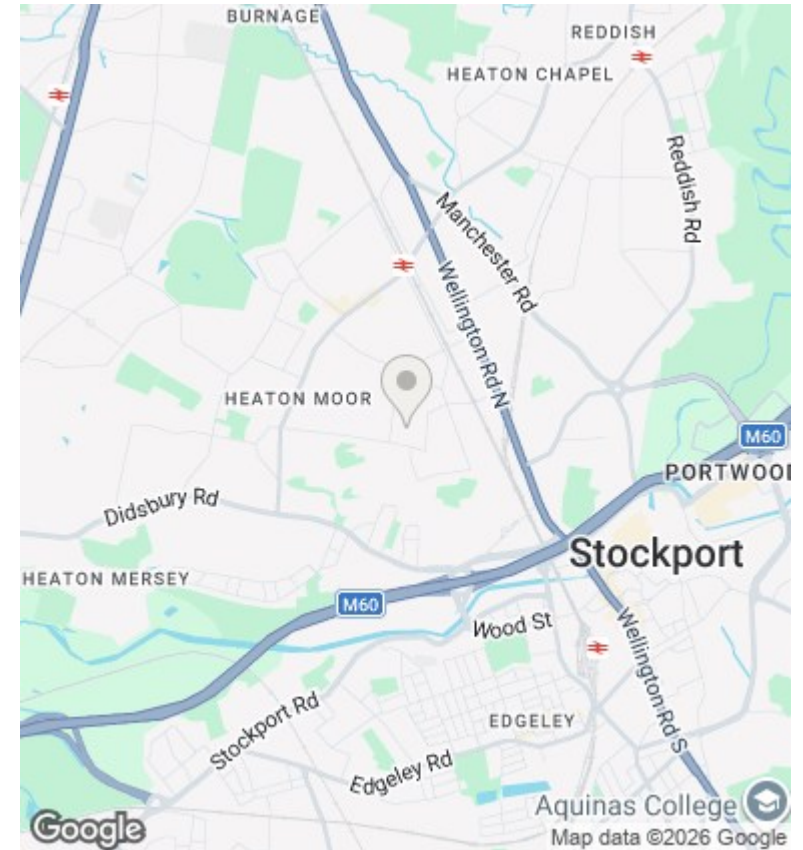 BURNAGE
REDDISH
HEATON CHAPEL
Reddish Rd
Manchester Rd
Wellington Rd N
HEATON MOOR
M60
PORTWOOD
Didsbury Rd
Stockport
HEATON MERSEY
M60
Wood St
Wellington Rd S
Stockport Rd
EDGELEY
Edgeley Rd
Aquinas College
Google
Map data ©2026 Google